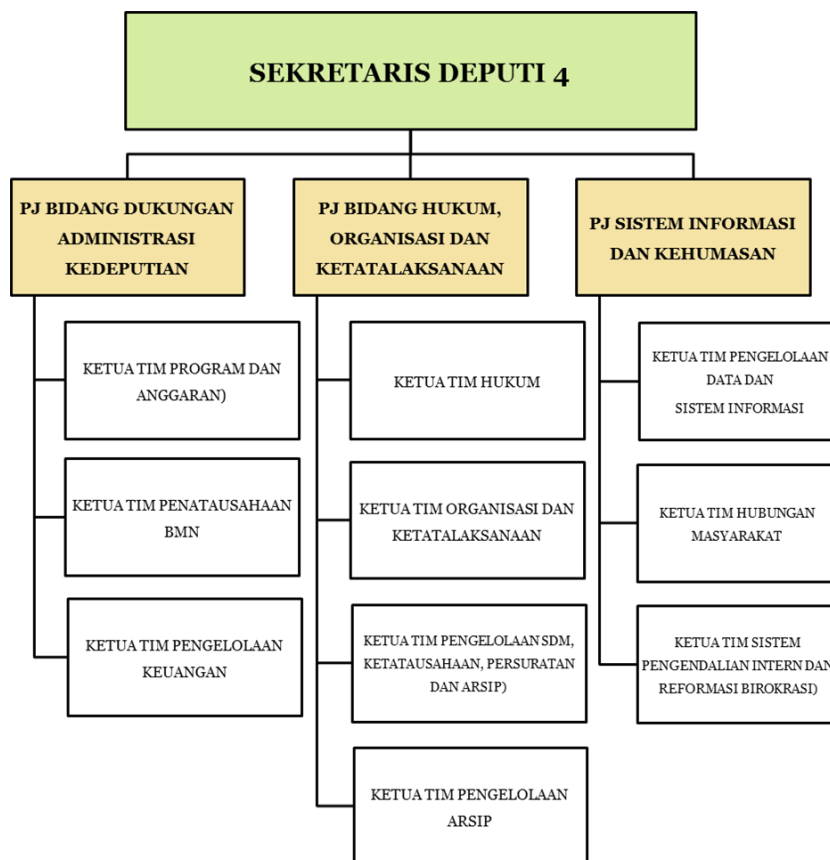 SEKRETARIS DEPUTI 4
PJ BIDANG DUKUNGAN
ADMINISTRASI
KEDEPUTIAN
PJ BIDANG HUKUM,
ORGANISASI DAN
KETATALAKSANAAN
PJ SISTEM INFORMASI
DAN KEHUMASAN
KETUA TIM PROGRAM DAN
ANGGARAN)
KETUA TIM PENATAUSAHAAN
BMN
KETUA TIM PENGELOLAAN
KEUANGAN
KETUA TIM HUKUM
KETUA TIM ORGANISASI DAN
KETATALAKSANAAN
KETUA TIM PENGELOLAAN SDM,
KETATAUSAHAAN, PERSURATAN
DAN ARSIP)
KETUA TIM PENGELOLAAN
ARSIP
KETUA TIM PENGELOLAAN
DATA DAN
SISTEM INFORMASI
KETUA TIM HUBUNGAN
MASYARAKAT
KETUA TIM SISTEM
PENGENDALIAN INTERN DAN
REFORMASI BIROKRASI)